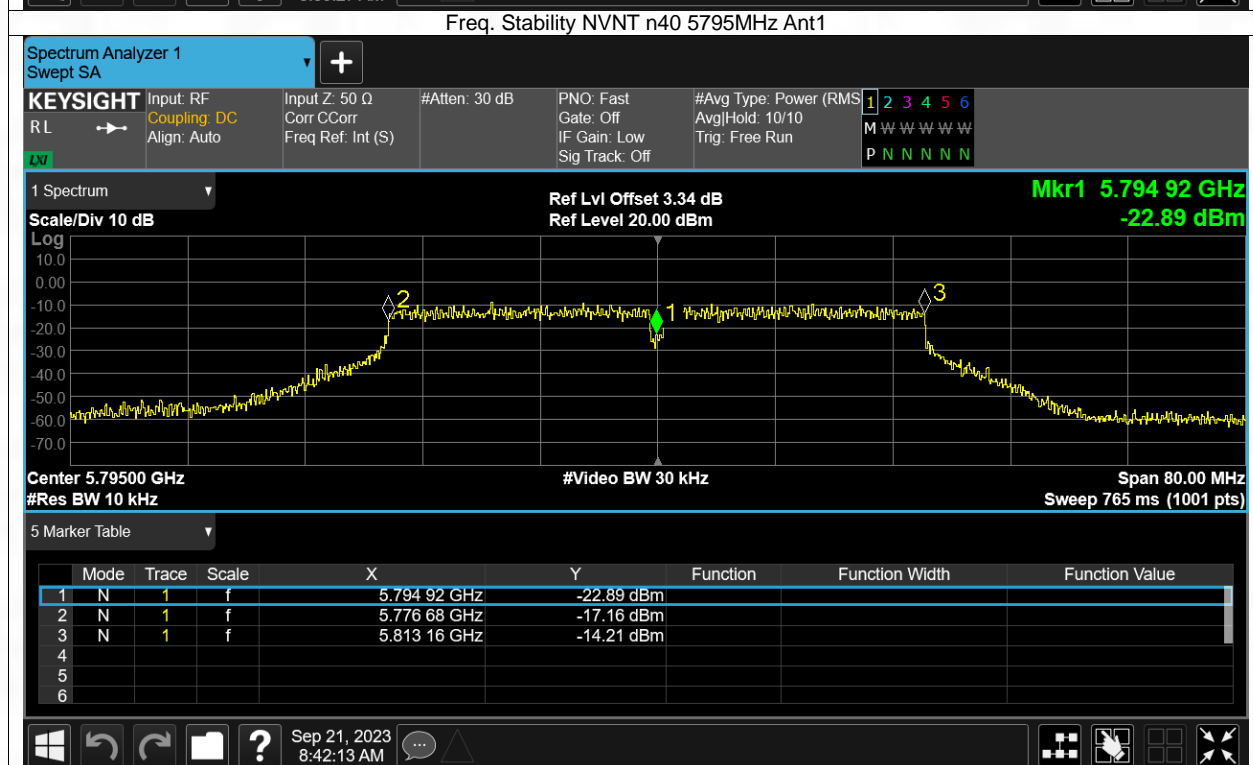 Freq. Stability NVNT n40 5795MHz Ant1
Spectrum Analyzer 1
Swept SA
+
KEYSIGHT Input: RF Input Z: 50 Ω #Atten: 30 dB PNO: Fast #Avg Type: Power (RMS 1 2 3 4 5 6
RL Coupling: DC Corr CCorr Gate: Off Avg|Hold: 10/10 M W W W W W
Align: Auto Freq Ref: Int (S) IF Gain: Low Trig: Free Run
LXI Sig Track: Off P N N N N N
1 Spectrum Ref Lvl Offset 3.34 dB Mkr1 5.794 92 GHz
Scale/Div 10 dB Ref Level 20.00 dBm -22.89 dBm
Log
10.0
0.00
-10.0 2 1 3
-20.0
-30.0
-40.0
-50.0
-60.0
-70.0
Center 5.79500 GHz #Video BW 30 kHz Span 80.00 MHz
#Res BW 10 kHz Sweep 765 ms (1001 pts)
5 Marker Table
Mode Trace Scale X Y Function Function Width Function Value
1 N 1 f 5.794 92 GHz -22.89 dBm
2 N 1 f 5.776 68 GHz -17.16 dBm
3 N 1 f 5.813 16 GHz -14.21 dBm
4
5
6
? Sep 21, 2023
8:42:13 AM